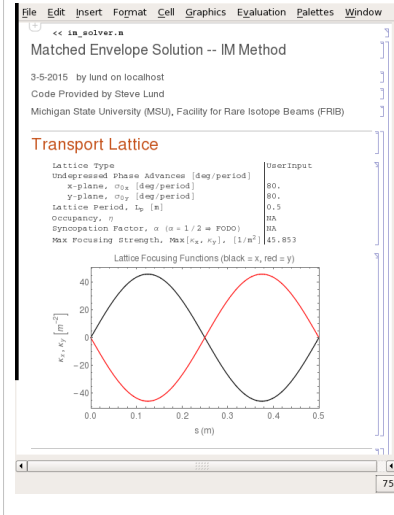 File Edit Insert Format Cell Graphics Evaluation Palettes Window
<< im_solver.m
Matched Envelope Solution -- IM Method
3-5-2015 by lund on localhost
Code Provided by Steve Lund
Michigan State University (MSU), Facility for Rare Isotope Beams (FRIB)
Transport Lattice
Lattice Type UserInput
Undepressed Phase Advances [deg/period]
x-plane, σ0x [deg/period] 80.
y-plane, σ0y [deg/period] 80.
Lattice Period, Lp [m] 0.5
Occupancy, η NA
Syncopation Factor, α (α = 1/2 ⇒ FODO) NA
Max Focusing Strength, Max[κx, κy], [1/m²] 45.853
Lattice Focusing Functions (black = x, red = y)
κx, κy [m⁻²]
40
20
0
−20
−40
0.0 0.1 0.2 0.3 0.4 0.5
s (m)
75